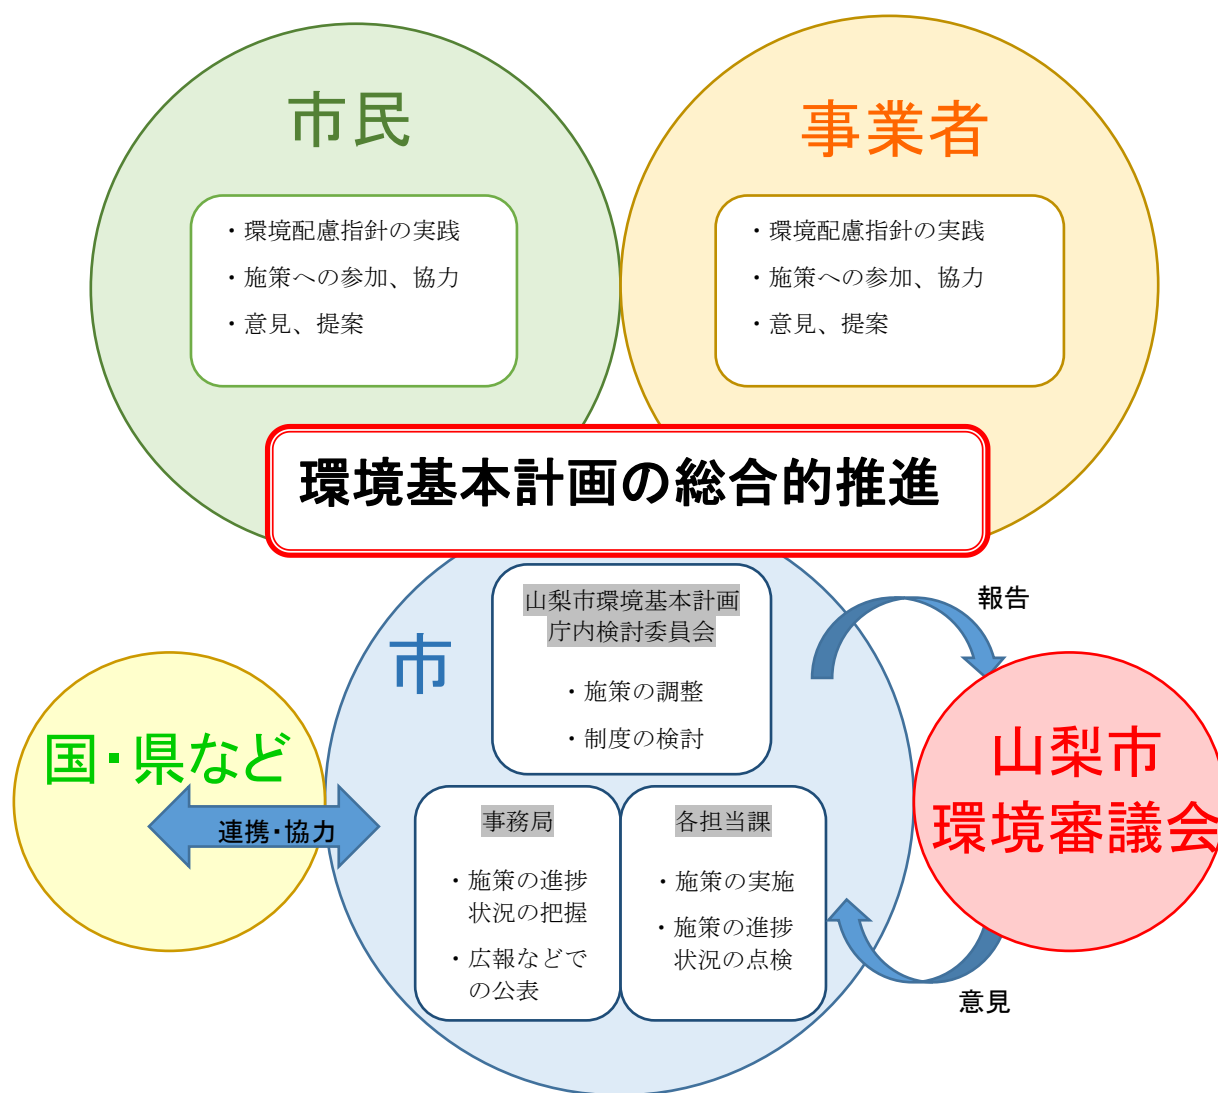 市民
・環境配慮指針の実践
・施策への参加、協力
・意見、提案
事業者
・環境配慮指針の実践
・施策への参加、協力
・意見、提案
環境基本計画の総合的推進
市
山梨市環境基本計画
庁内検討委員会
・施策の調整
・制度の検討
事務局
・施策の進捗
状況の把握
・広報などで
の公表
各担当課
・施策の実施
・施策の進捗
状況の点検
国・県など
連携・協力
報告
山梨市
環境審議会
意見